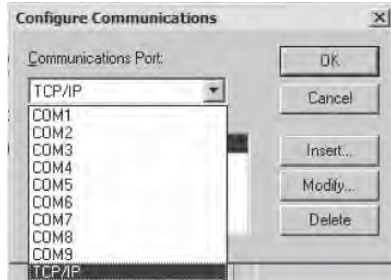 Configure Communications
Communications Port:
TCP/IP
COM1
COM2
COM3
COM4
COM5
COM6
COM7
COM8
COM9
TCP/IP
OK
Cancel
Insert...
Modify...
Delete